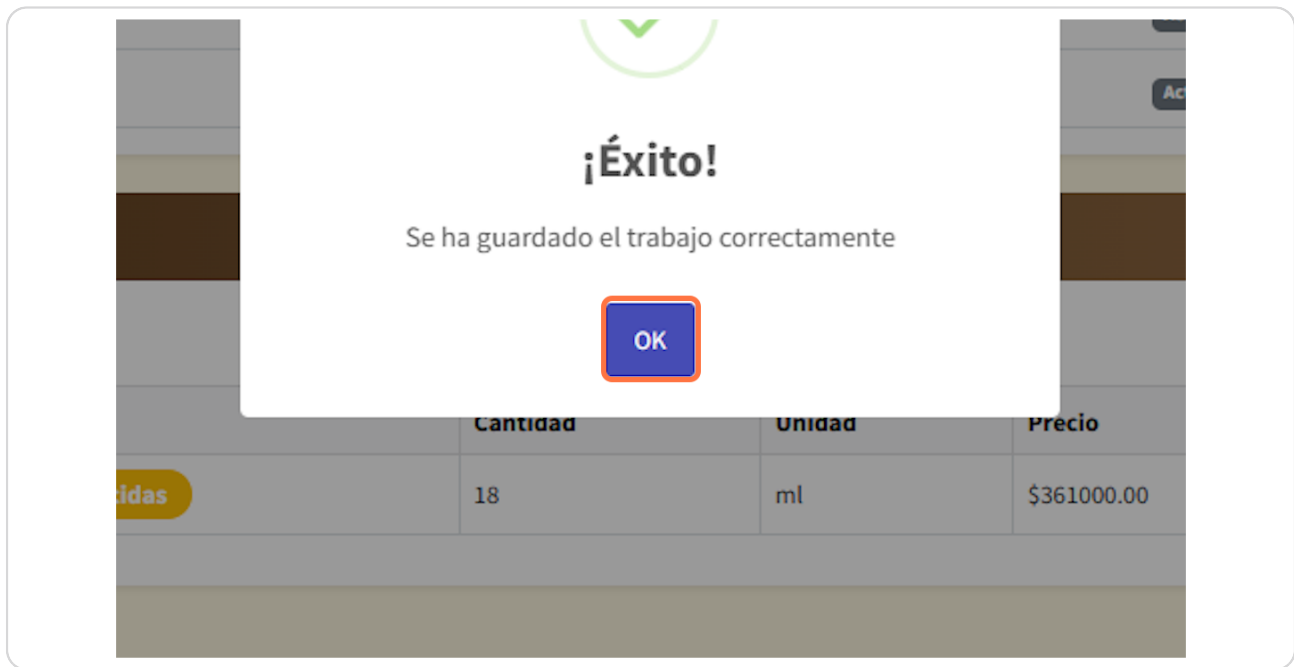 ¡Éxito!
Se ha guardado el trabajo correctamente
OK
Cantidad Unidad Precio
18 ml $361000.00